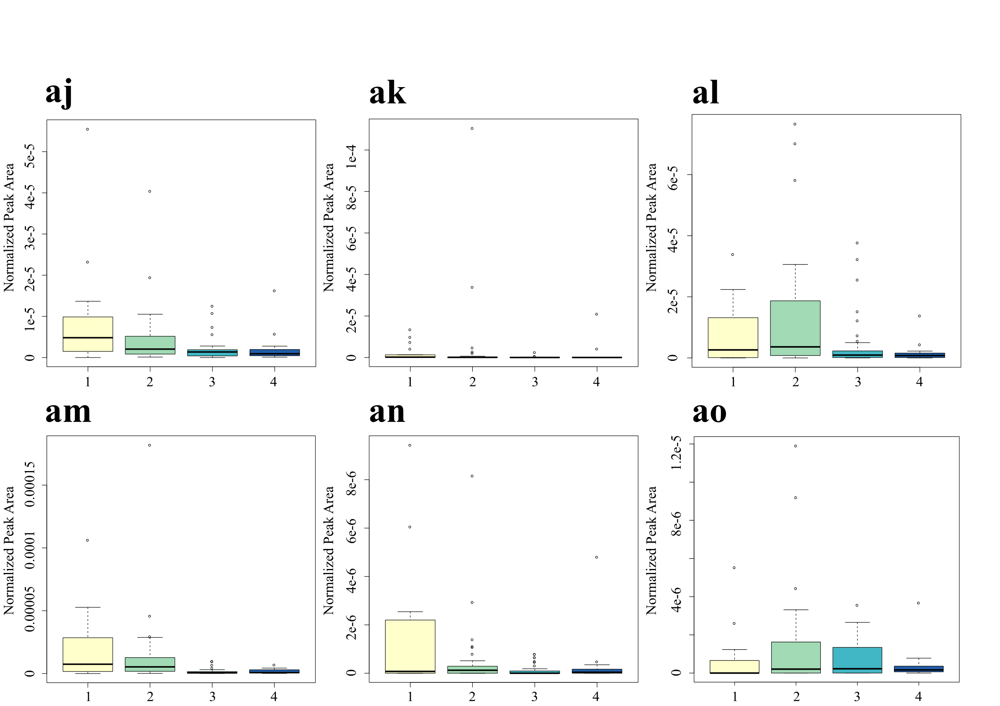 aj
Normalized Peak Area
5e-5
4e-5
3e-5
2e-5
1e-5
0
1 2 3 4
ak
Normalized Peak Area
1e-4
8e-5
6e-5
4e-5
2e-5
0
1 2 3 4
al
Normalized Peak Area
6e-5
4e-5
2e-5
0
1 2 3 4
am
Normalized Peak Area
0.00015
0.0001
0.00005
0
1 2 3 4
an
Normalized Peak Area
8e-6
6e-6
4e-6
2e-6
0
1 2 3 4
ao
Normalized Peak Area
1.2e-5
8e-6
4e-6
0
1 2 3 4